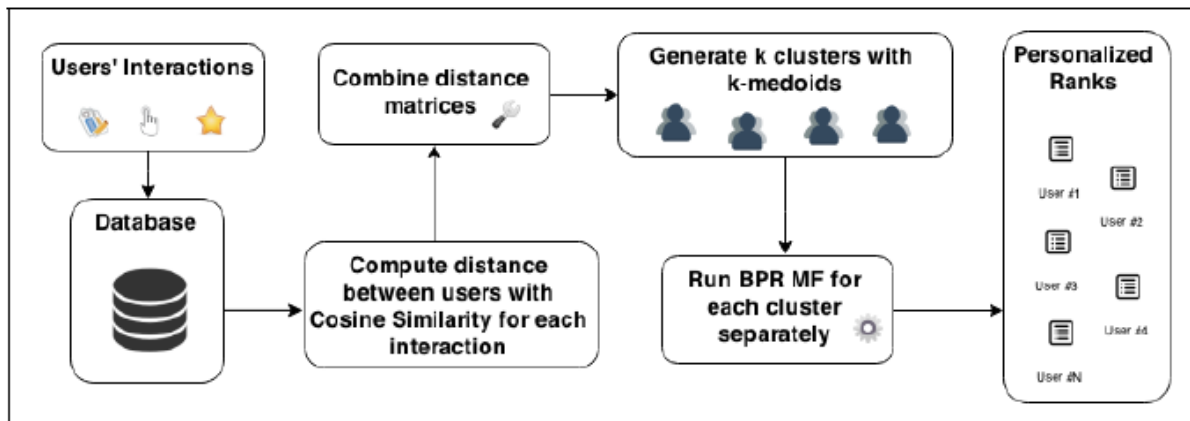 Users' Interactions
Database
Compute distance
between users with
Cosine Similarity for each
interaction
Combine distance
matrices
Generate k clusters with
k-medoids
Run BPR MF for
each cluster
separately
Personalized
Ranks
User #1
User #2
User #3
User #4
User #N